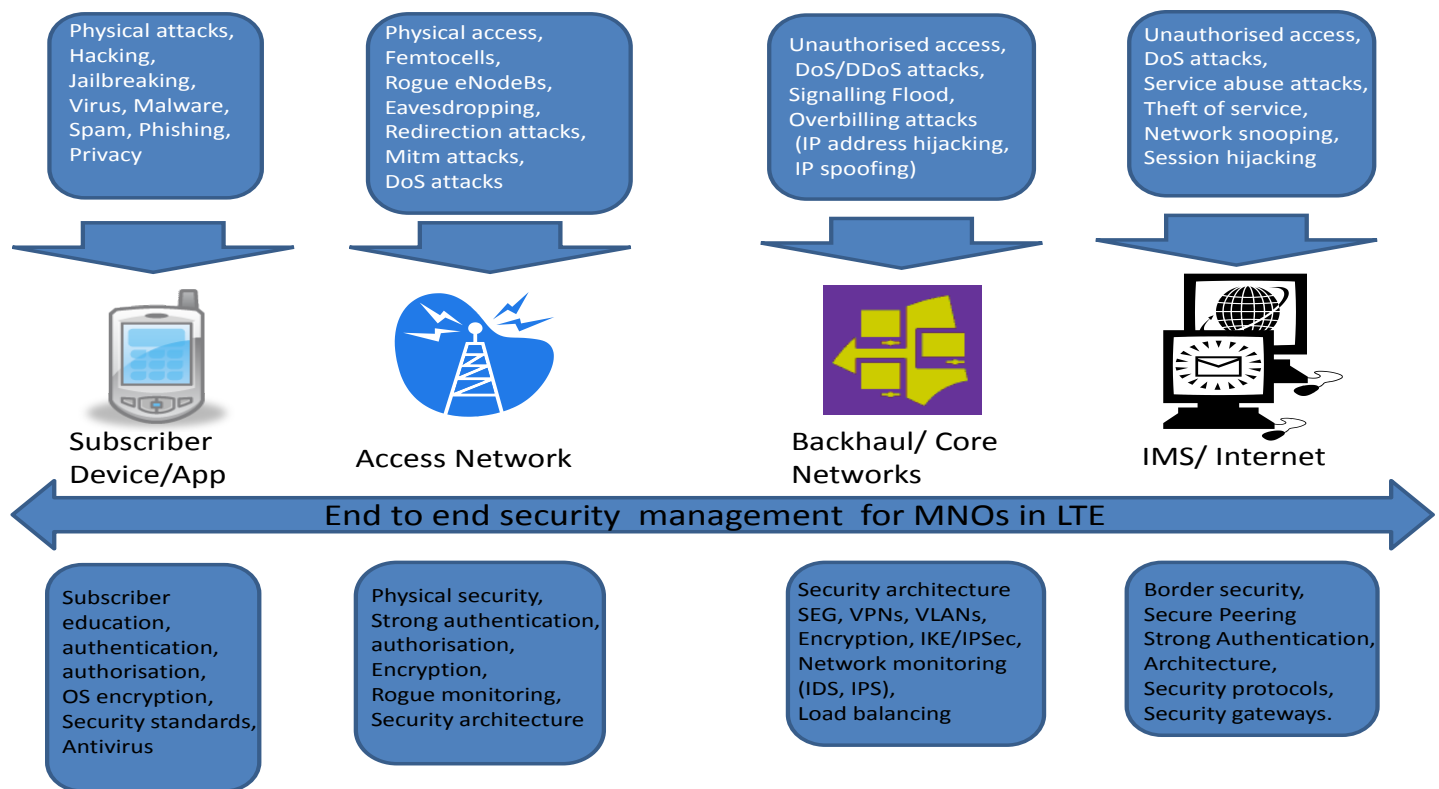 Physical attacks,
Hacking,
Jailbreaking,
Virus, Malware,
Spam, Phishing,
Privacy
Physical access,
Femtocells,
Rogue eNodeBs,
Eavesdropping,
Redirection attacks,
Mitm attacks,
DoS attacks
Unauthorised access,
DoS/DDoS attacks,
Signalling Flood,
Overbilling attacks
(IP address hijacking,
IP spoofing)
Unauthorised access,
DoS attacks,
Service abuse attacks,
Theft of service,
Network snooping,
Session hijacking
Subscriber
Device/App
Access Network
Backhaul/ Core
Networks
IMS/ Internet
End to end security management for MNOs in LTE
Subscriber
education,
authentication,
authorisation,
OS encryption,
Security standards,
Antivirus
Physical security,
Strong authentication,
authorisation,
Encryption,
Rogue monitoring,
Security architecture
Security architecture
SEG, VPNs, VLANs,
Encryption, IKE/IPSec,
Network monitoring
(IDS, IPS),
Load balancing
Border security,
Secure Peering
Strong Authentication,
Architecture,
Security protocols,
Security gateways.